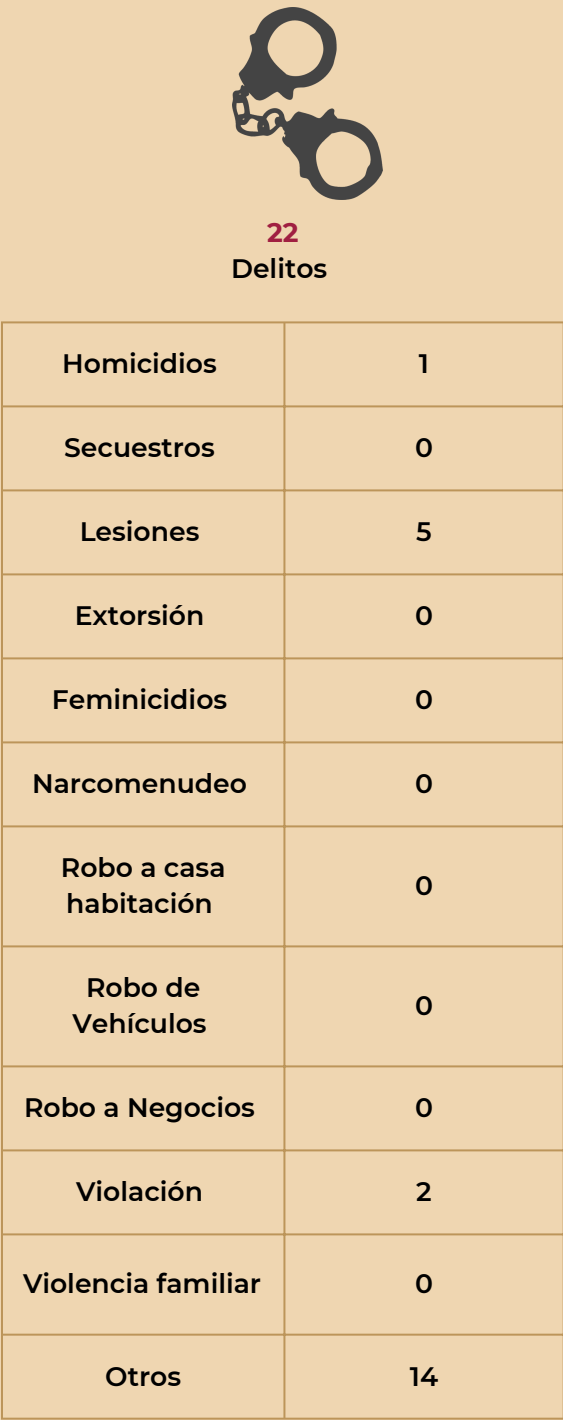 22
Delitos
Homicidios 1
Secuestros 0
Lesiones 5
Extorsión 0
Feminicidios 0
Narcomenudeo 0
Robo a casa
habitación 0
Robo de
Vehículos 0
Robo a Negocios 0
Violación 2
Violencia familiar 0
Otros 14